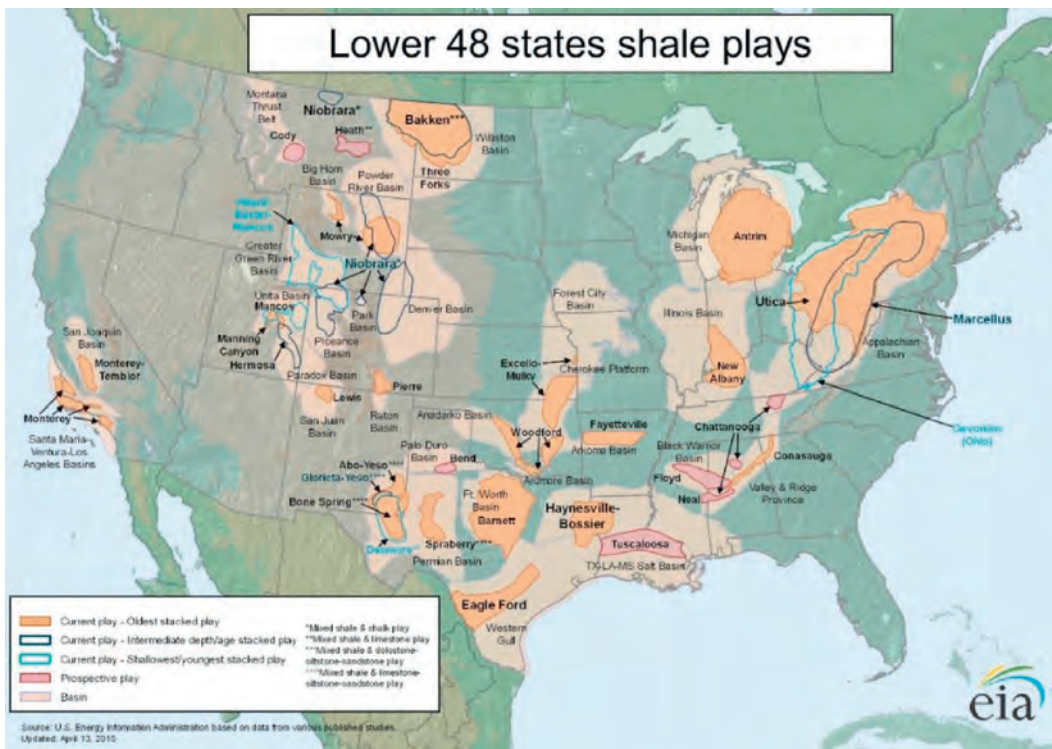 Lower 48 states shale plays
Montana
Thrust
Belt
Niobrara*
Cody
Heath**
Bakken***
Williston
Basin
Big Horn
Basin
Powder
River Basin
Three
Forks
Hilliard-
Baxter-
Mancos
Mowry
Greater
Green River
Basin
Niobrara*
Michigan
Basin
Antrim
Uinta Basin
Mancos
Park
Basin
Denver Basin
Forest City
Basin
Illinois Basin
Utica
Marcellus
Manning
Canyon
Hermosa
Piceance
Basin
Paradox Basin
San Joaquin
Basin
Monterey-
Temblor
Appalachian
Basin
Excello-
Mulky
Cherokee Platform
New
Albany
Pierre
Lewis
Monterey
San Juan
Basin
Raton
Basin
Anadarko Basin
Fayetteville
Chattanooga
Devonian
(Ohio)
Santa Maria-
Ventura-Los
Angeles Basins
Woodford
Palo Duro
Basin
Bend
Arkoma Basin
Black Warrior
Basin
Conasauga
Abo-Yeso****
Glorieta-Yeso****
Ardmore Basin
Floyd
Neal
Valley & Ridge
Province
Bone Spring****
Ft. Worth
Basin
Barnett
Haynesville-
Bossier
Delaware
Spraberry****
Permian Basin
Tuscaloosa
TX-LA-MS Salt Basin
Eagle Ford
Western
Gulf
Current play - Oldest stacked play
Current play - Intermediate depth/age stacked play
Current play - Shallowest/youngest stacked play
Prospective play
Basin
*Mixed shale & chalk play
**Mixed shale & limestone play
***Mixed shale & dolostone-
siltstone-sandstone play
****Mixed shale & limestone-
siltstone-sandstone play
eia
Source: U.S. Energy Information Administration based on data from various published studies.
Updated: April 13, 2015